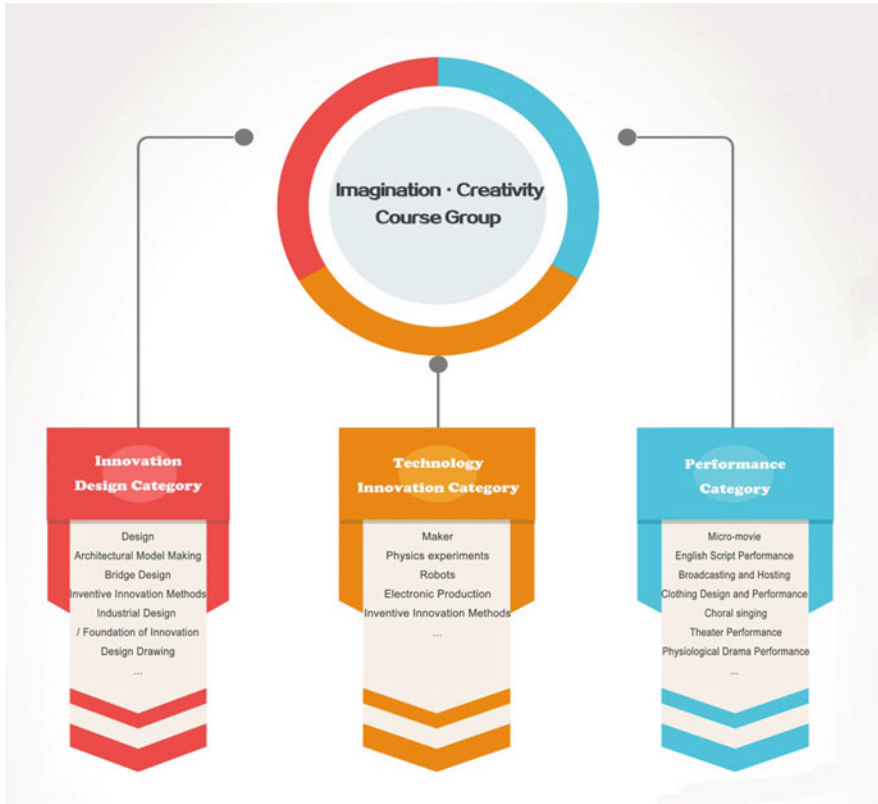 Imagination · Creativity
Course Group
Innovation
Design Category
Design
Architectural Model Making
Bridge Design
Inventive Innovation Methods
Industrial Design
/ Foundation of Innovation
Design Drawing
...
Technology
Innovation Category
Maker
Physics experiments
Robots
Electronic Production
Inventive Innovation Methods
...
Performance
Category
Micro-movie
English Script Performance
Broadcasting and Hosting
Clothing Design and Performance
Choral singing
Theater Performance
Physiological Drama Performance
...